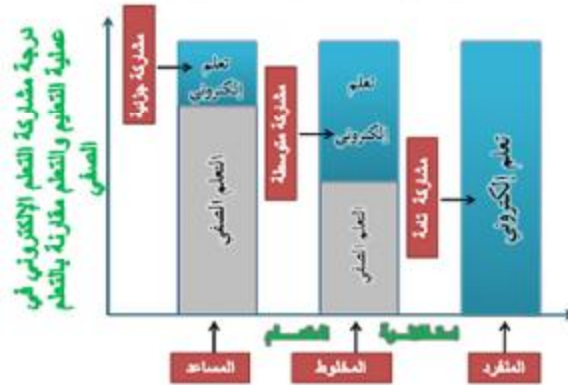 درجة مشاركة التعلم الإلكتروني في
عملية التعليم والتعلم مقارنة بالتعلم
الصفي
مشاركة جزئية
تعلم
إلكتروني
التعلم الصفي
مشاركة متوسطة
تعلم
إلكتروني
التعلم الصفي
مشاركة تامة
تعلم إلكتروني
المساعد
المخلوط
المنفرد